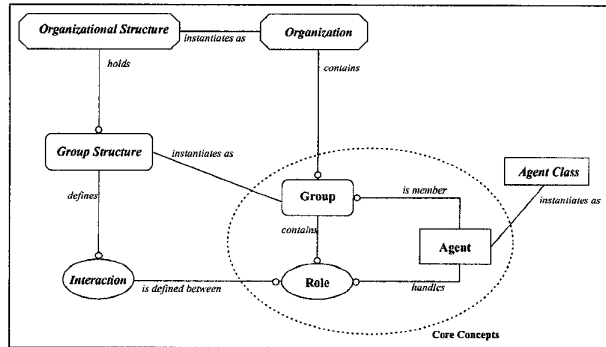 Organizational Structure
instantiates as
Organization
holds
contains
Group Structure
instantiates as
Agent Class
defines
Group
is member
instantiates as
contains
Agent
Interaction
is defined between
Role
handles
Core Concepts